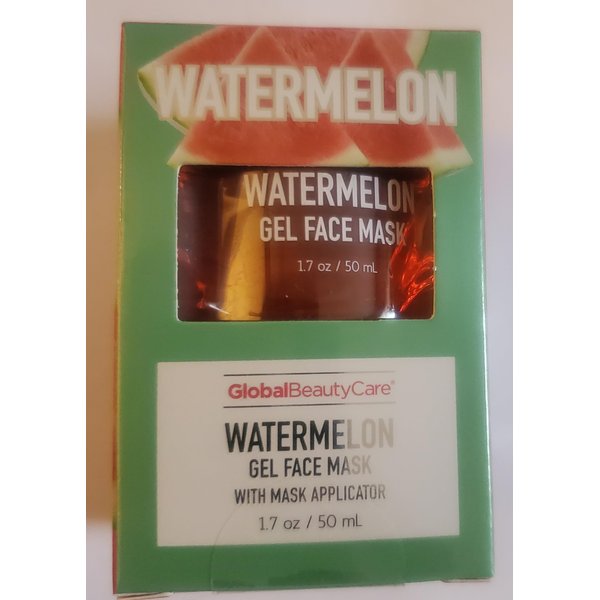 WATERMELON
WATERMELON
GEL FACE MASK
1.7 oz / 50 mL
GlobalBeautyCare®
WATERMELON
GEL FACE MASK
WITH MASK APPLICATOR
1.7 oz / 50 mL